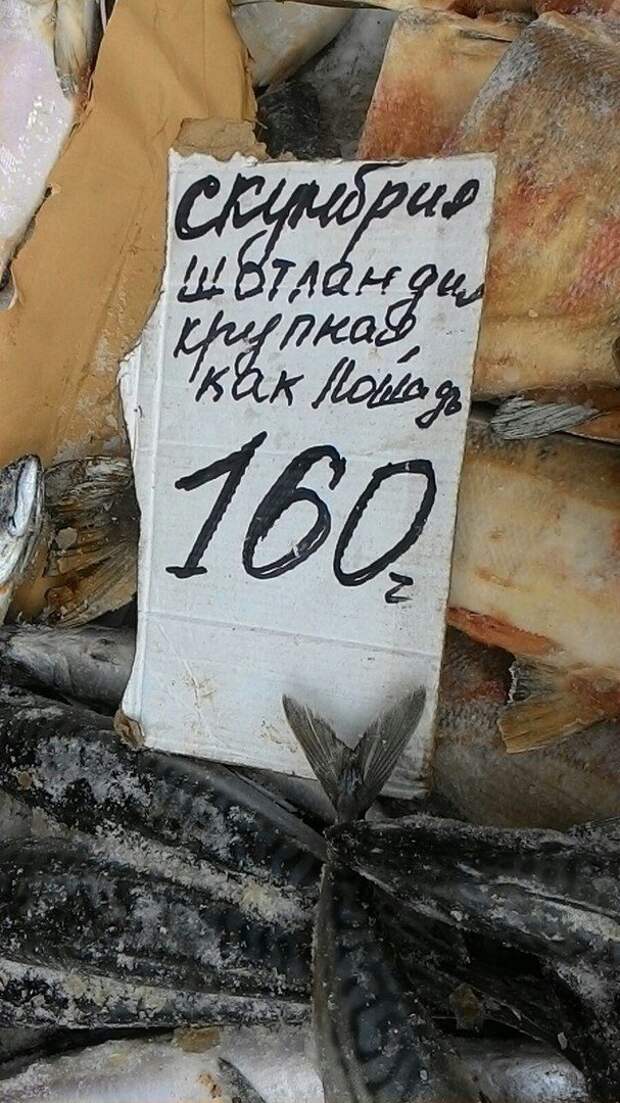 Скумбрия
шотландия
крупная,
как лошадь
160г